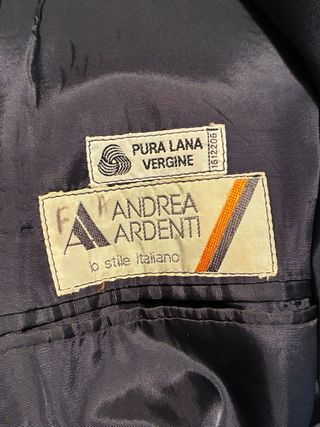 PURA LANA
VERGINE
1612206
ANDREA
ARDENTI
lo stile italiano